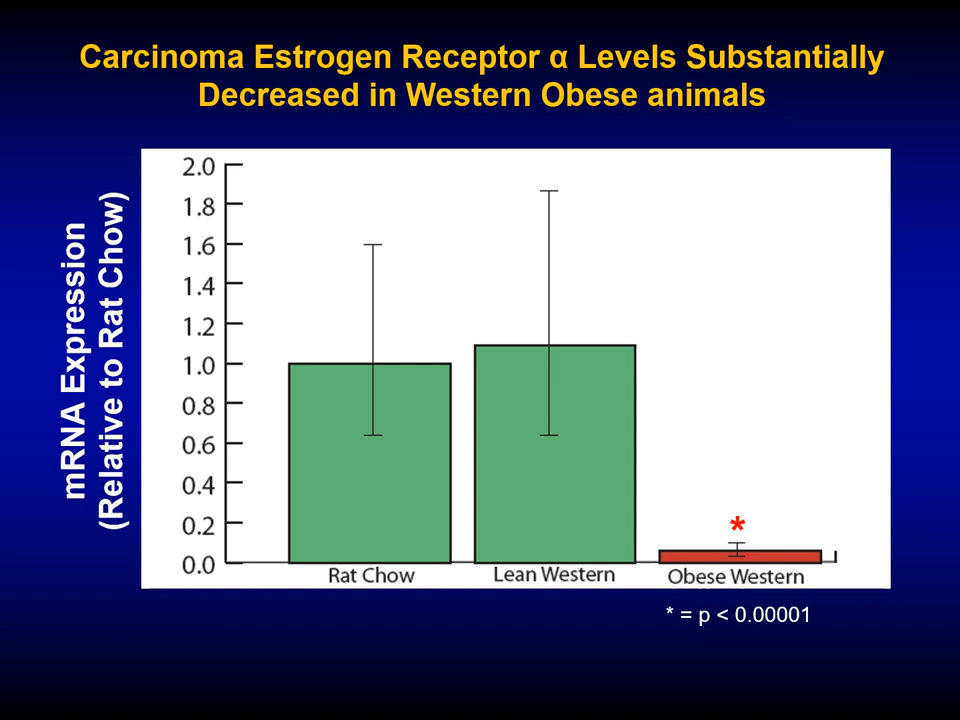 Carcinoma Estrogen Receptor α Levels Substantially
Decreased in Western Obese animals
mRNA Expression
(Relative to Rat Chow)
2.0
1.8
1.6
1.4
1.2
1.0
0.8
0.6
0.4
0.2
0.0
*
Rat Chow
Lean Western
Obese Western
* = p < 0.00001